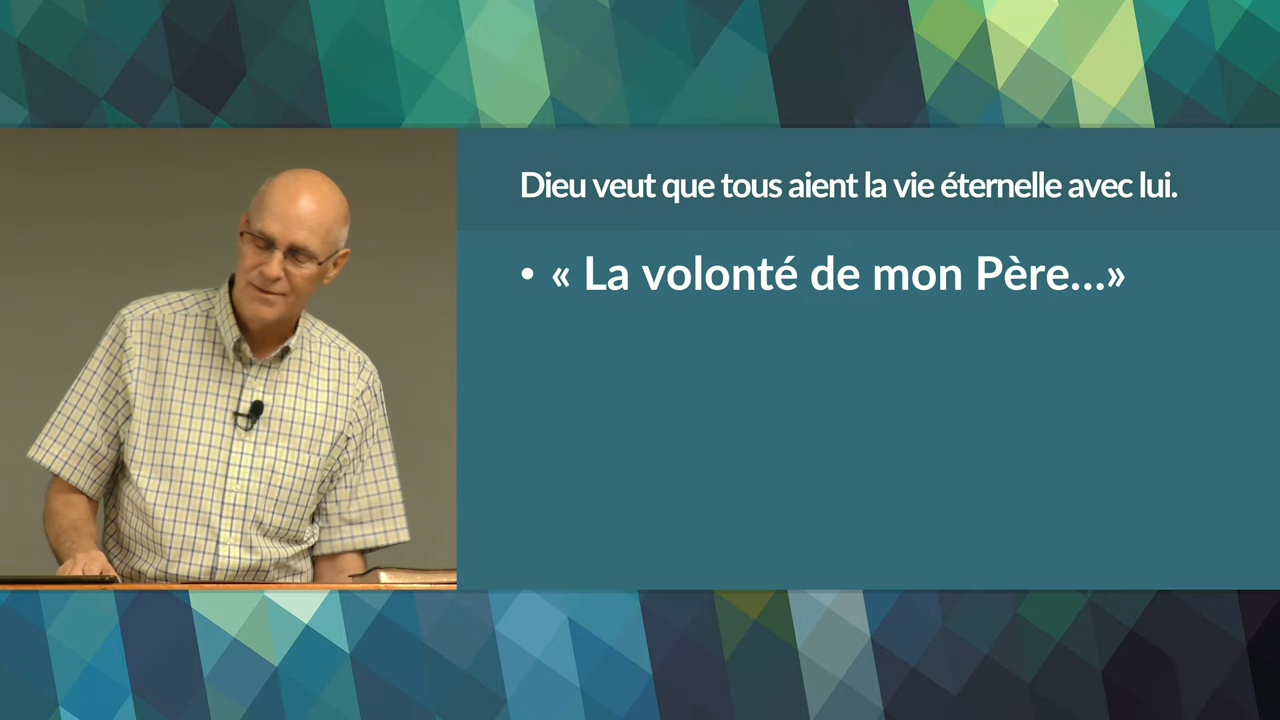 Dieu veut que tous aient la vie éternelle avec lui.
• « La volonté de mon Père...»